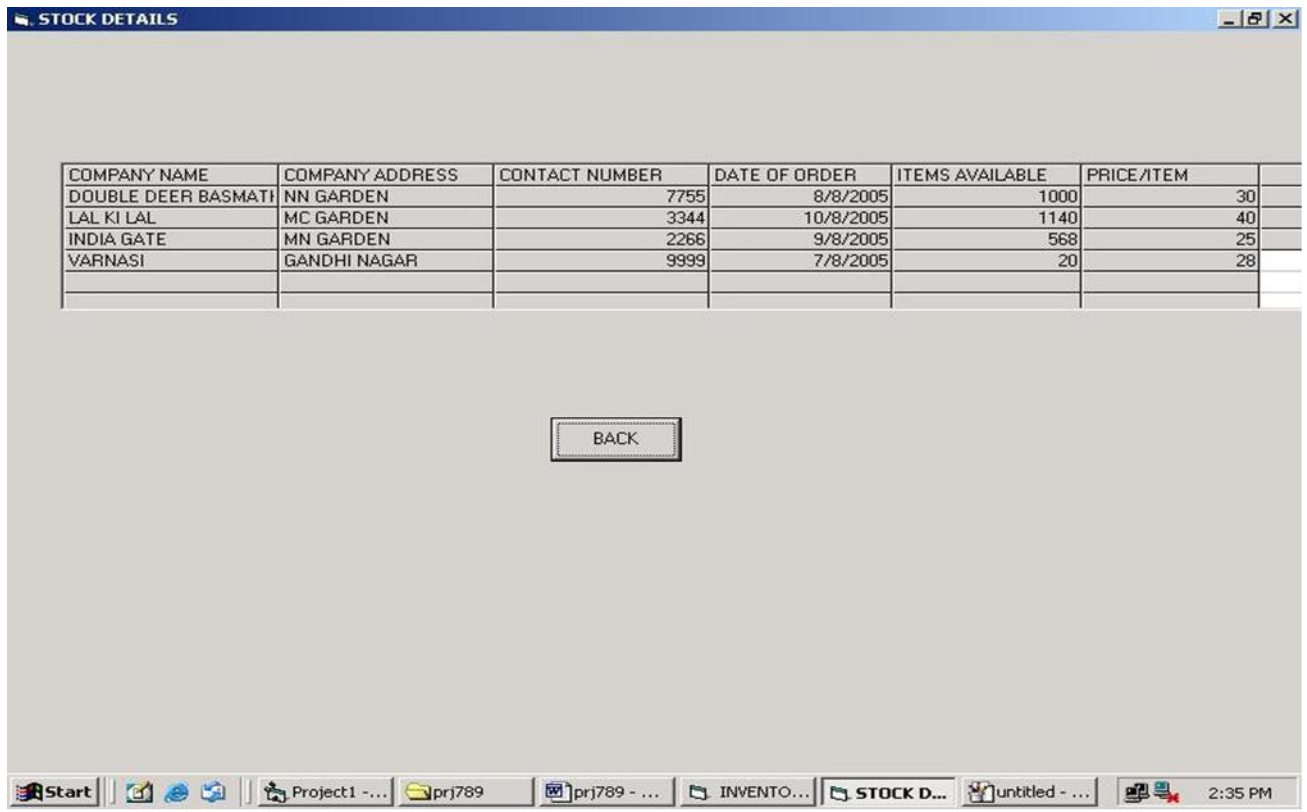 STOCK DETAILS
COMPANY NAME COMPANY ADDRESS CONTACT NUMBER DATE OF ORDER ITEMS AVAILABLE PRICE/ITEM
DOUBLE DEER BASMATH NN GARDEN 7755 8/8/2005 1000 30
LAL KI LAL MC GARDEN 3344 10/8/2005 1140 40
INDIA GATE MN GARDEN 2266 9/8/2005 568 25
VARNASI GANDHI NAGAR 9999 7/8/2005 20 28
BACK
Start Project1 -... prj789 prj789 - ... INVENTO... STOCK D... untitled - ... 2:35 PM